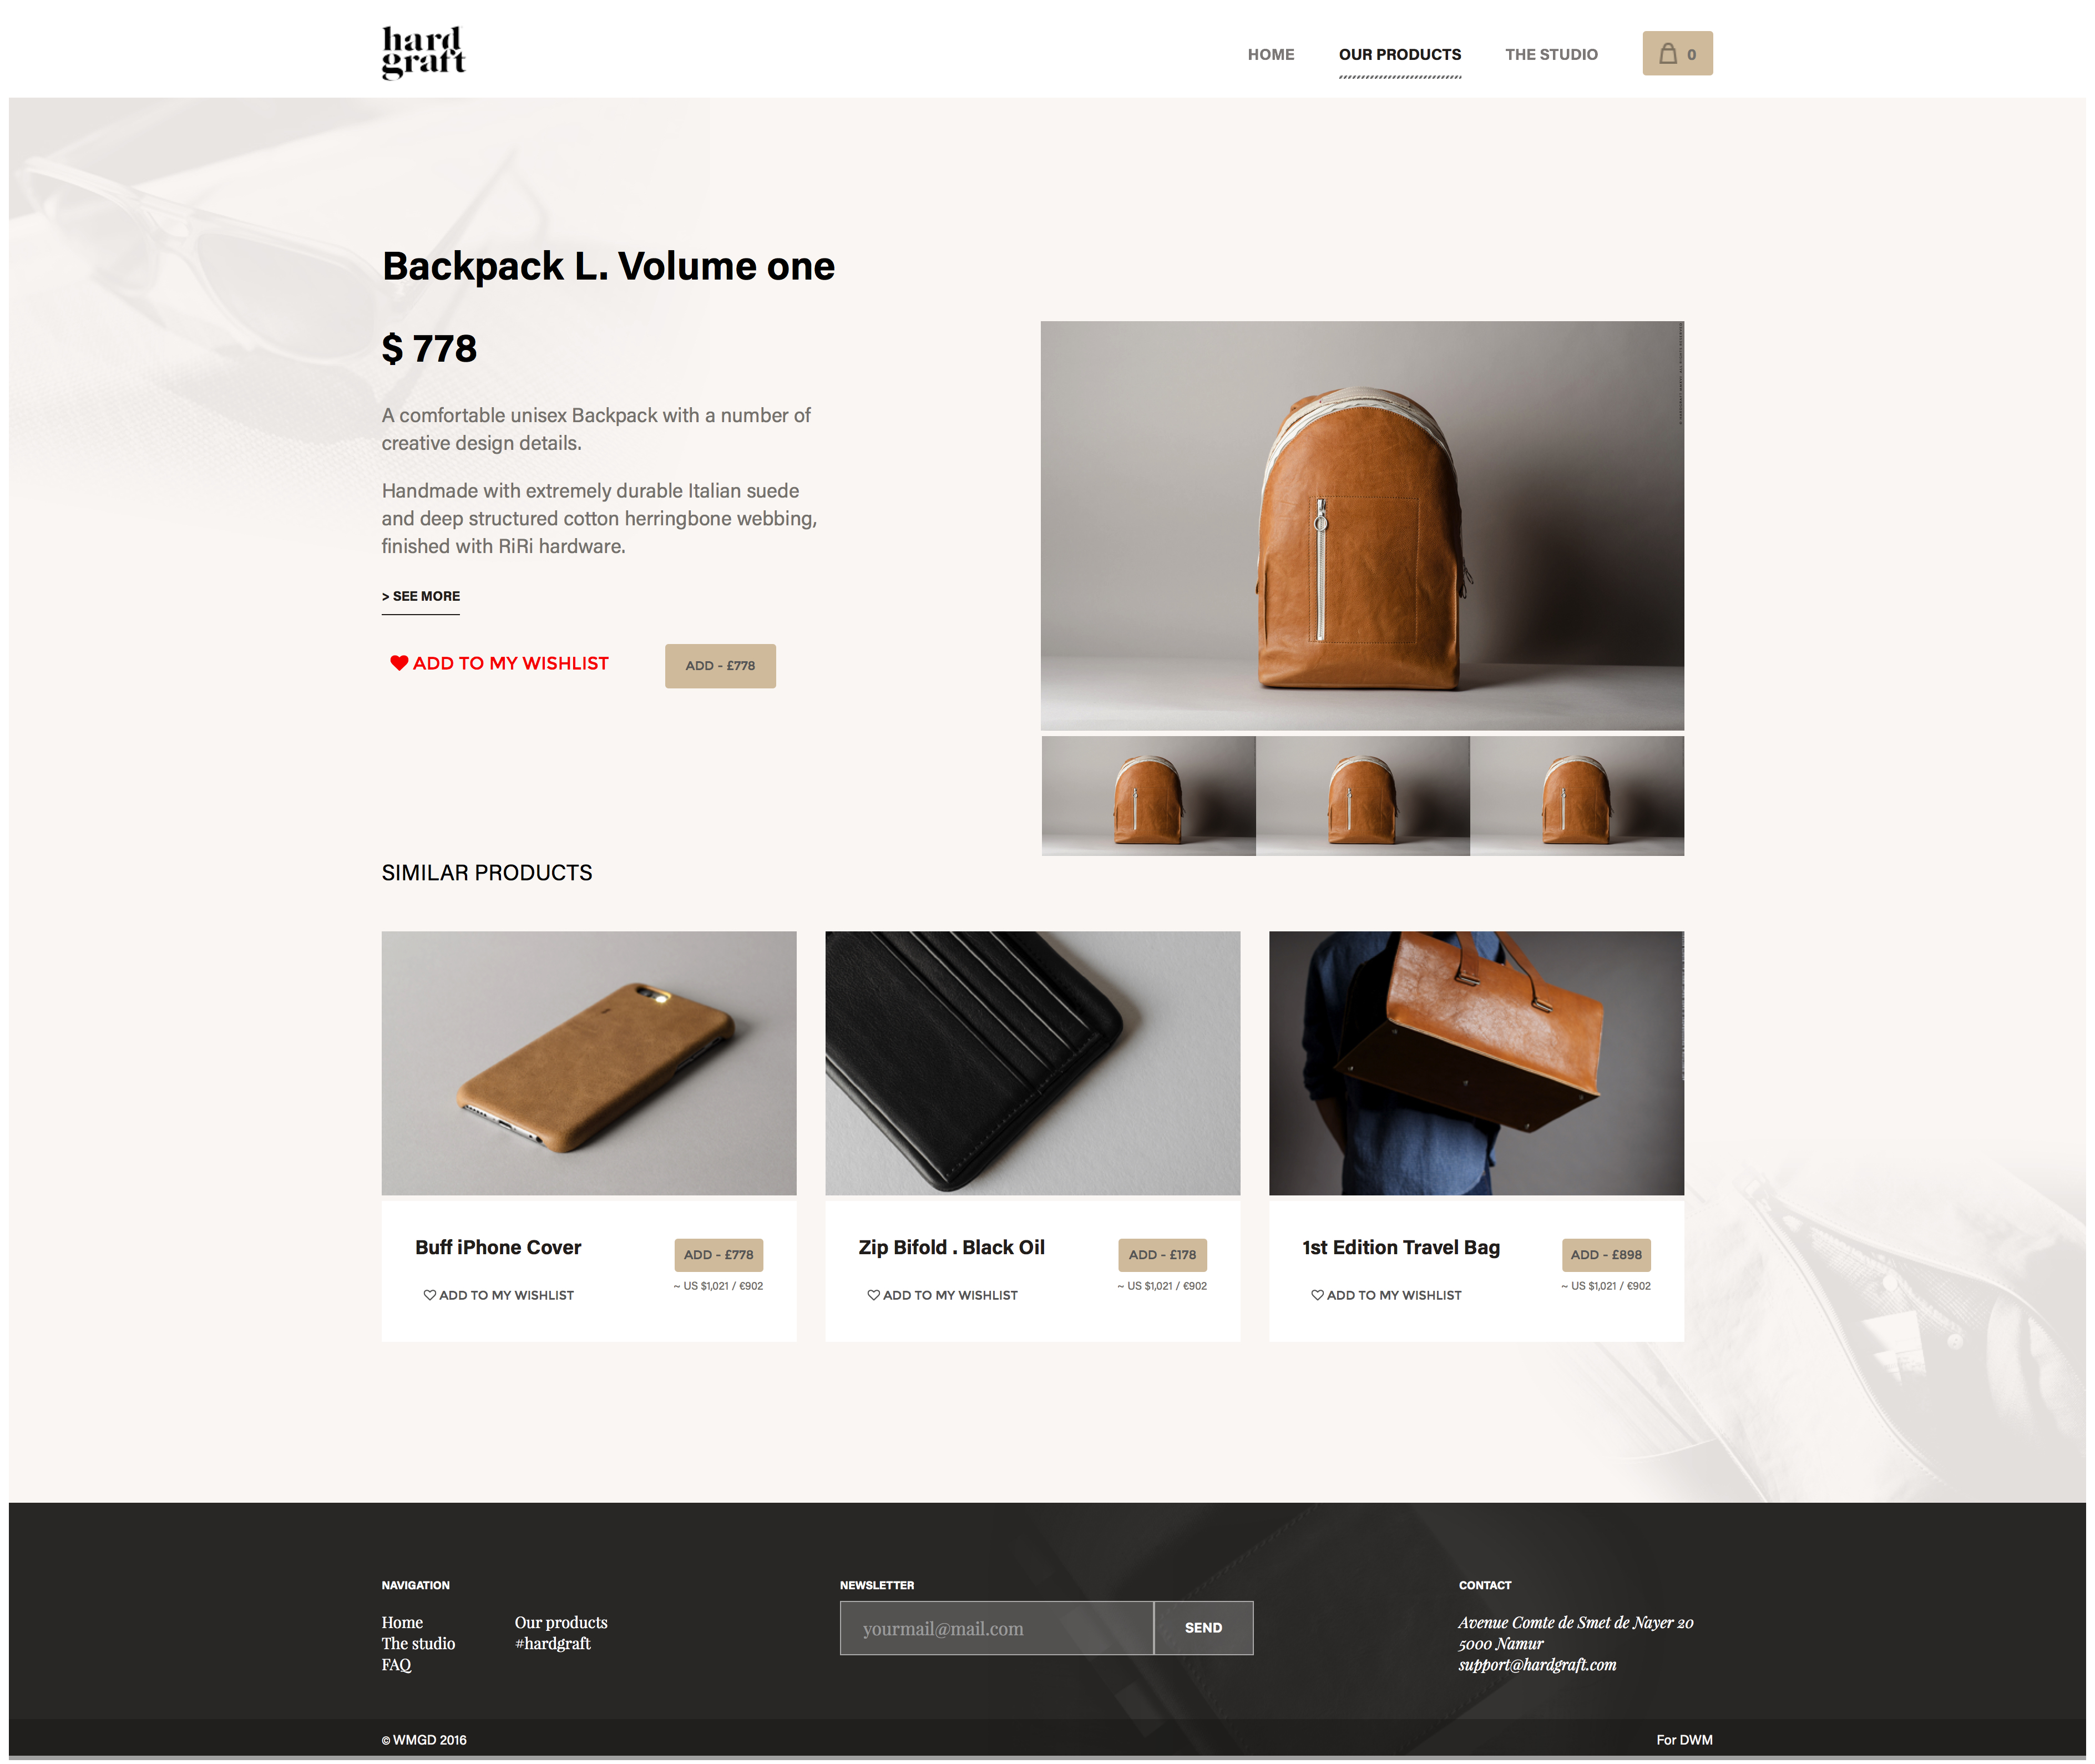 hard
graft
HOME
OUR PRODUCTS
THE STUDIO
0
Backpack L. Volume one
$ 778
A comfortable unisex Backpack with a number of
creative design details.
Handmade with extremely durable Italian suede
and deep structured cotton herringbone webbing,
finished with RiRi hardware.
> SEE MORE
ADD TO MY WISHLIST
ADD - £778
SIMILAR PRODUCTS
Buff iPhone Cover
ADD - £778
~ US $1,021 / €902
ADD TO MY WISHLIST
Zip Bifold . Black Oil
ADD - £178
~ US $1,021 / €902
ADD TO MY WISHLIST
1st Edition Travel Bag
ADD - £898
~ US $1,021 / €902
ADD TO MY WISHLIST
NAVIGATION
Home
The studio
FAQ
Our products
#hardgraft
NEWSLETTER
yourmail@mail.com
SEND
CONTACT
Avenue Comte de Smet de Nayer 20
5000 Namur
support@hardgraft.com
© WMGD 2016
For DWM